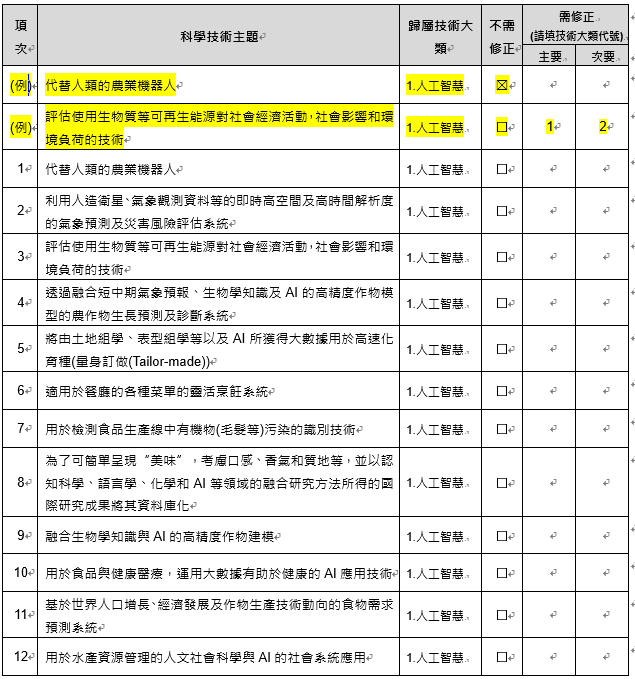 項次 科學技術主題 歸屬技術大類 不需修正 需修正(請填技術大類代號)
主要 次要
(例) 代替人類的農業機器人 1.人工智慧 ☒
(例) 評估使用生物質等可再生能源對社會經濟活動，社會影響和環境負荷的技術 1.人工智慧 □ 1 2
1 代替人類的農業機器人 1.人工智慧 □
2 利用人造衛星、氣象觀測資料等的即時高空間及高時間解析度的氣象預測及災害風險評估系統 1.人工智慧 □
3 評估使用生物質等可再生能源對社會經濟活動，社會影響和環境負荷的技術 1.人工智慧 □
4 透過融合短中期氣象預報、生物學知識及 AI 的高精度作物模型的農作物生長預測及診斷系統 1.人工智慧 □
5 將由土地組學、表型組學等以及 AI 所獲得大數據用於高速化育種(量身訂做(Tailor-made)) 1.人工智慧 □
6 適用於餐廳的各種菜單的靈活烹飪系統 1.人工智慧 □
7 用於檢測食品生產線中有機物(毛髮等)污染的識別技術 1.人工智慧 □
8 為了可簡單呈現“美味”，考慮口感、香氣和質地等，並以認知科學、語言學、化學和 AI 等領域的融合研究方法所得的國際研究成果將其資料庫化 1.人工智慧 □
9 融合生物學知識與 AI 的高精度作物建模 1.人工智慧 □
10 用於食品與健康醫療，運用大數據有助於健康的 AI 應用技術 1.人工智慧 □
11 基於世界人口增長、經濟發展及作物生產技術動向的食物需求預測系統 1.人工智慧 □
12 用於水產資源管理的人文社會科學與 AI 的社會系統應用 1.人工智慧 □